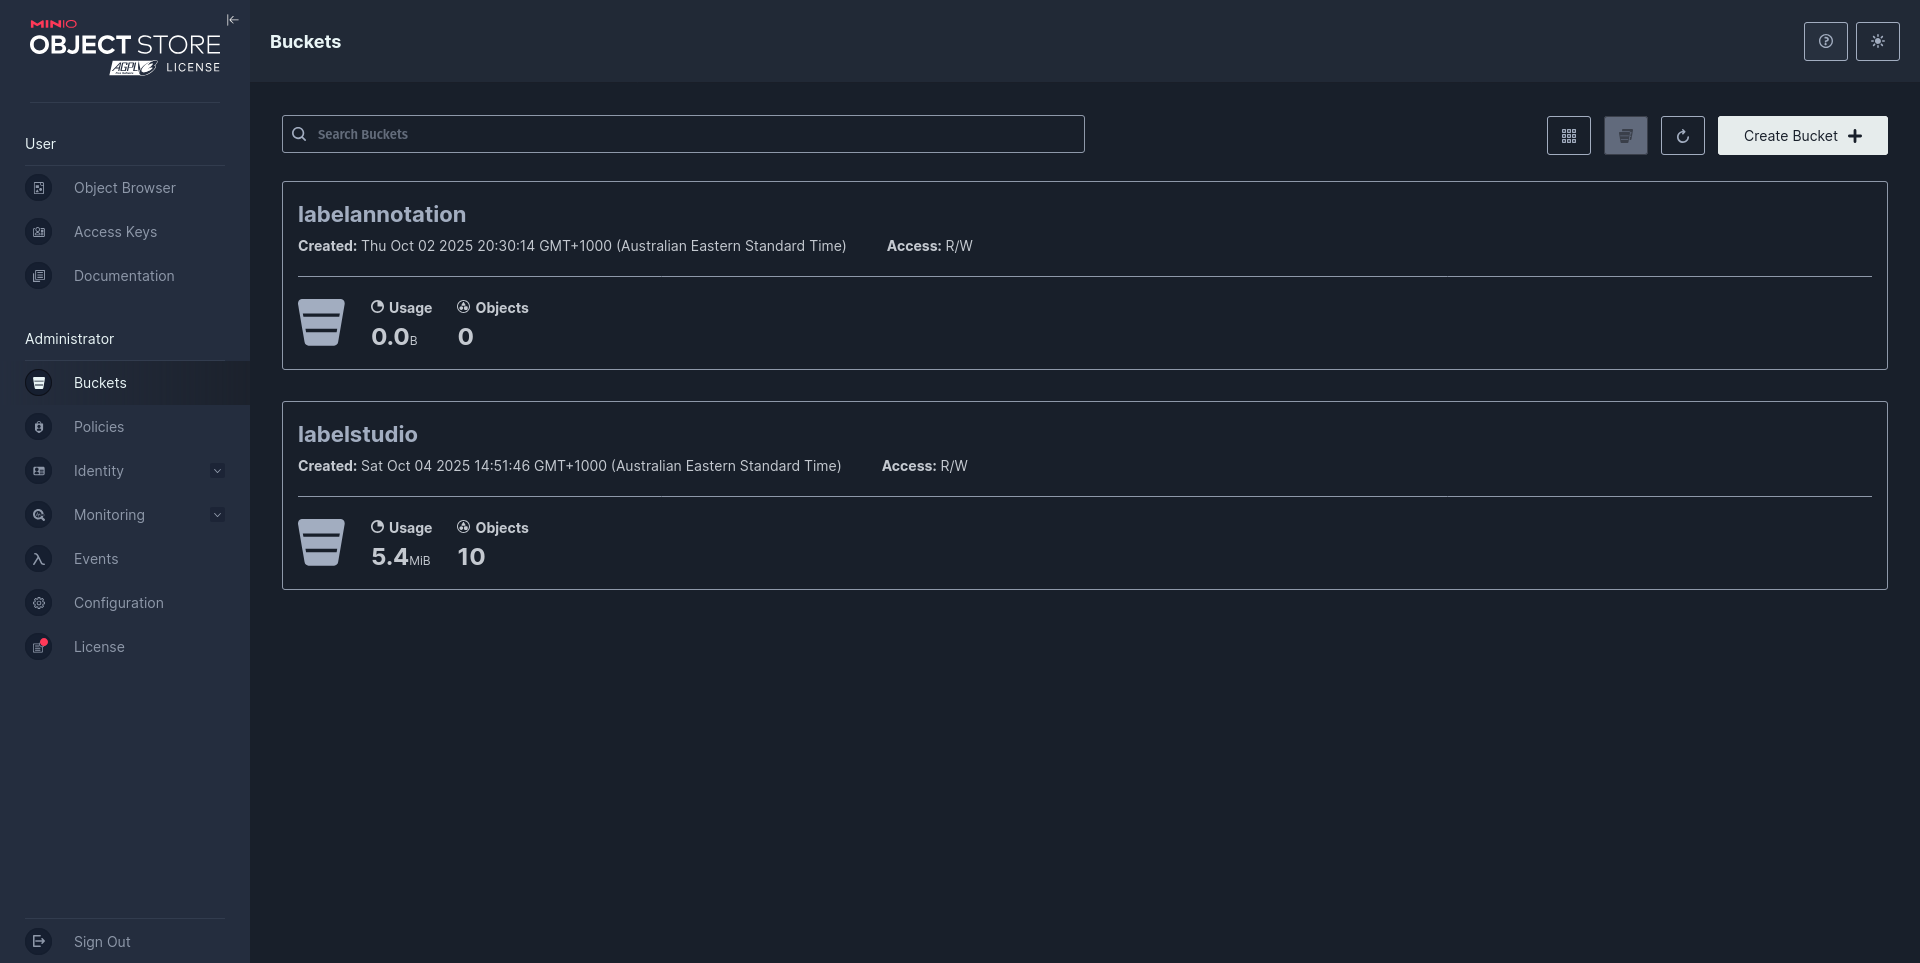 MINIO
OBJECT STORE
AGPLv3 LICENSE
User
Object Browser
Access Keys
Documentation
Administrator
Buckets
Policies
Identity
Monitoring
Events
Configuration
License
Sign Out
Buckets
Search Buckets
Create Bucket
labelannotation
Created: Thu Oct 02 2025 20:30:14 GMT+1000 (Australian Eastern Standard Time) Access: R/W
Usage Objects
0.0B 0
labelstudio
Created: Sat Oct 04 2025 14:51:46 GMT+1000 (Australian Eastern Standard Time) Access: R/W
Usage Objects
5.4MiB 10